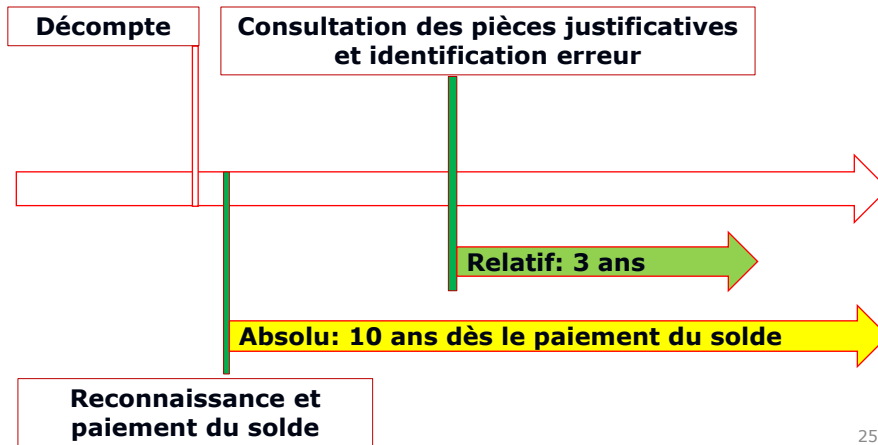 Décompte
Consultation des pièces justificatives
et identification erreur
Relatif: 3 ans
Absolu: 10 ans dès le paiement du solde
Reconnaissance et
paiement du solde
25